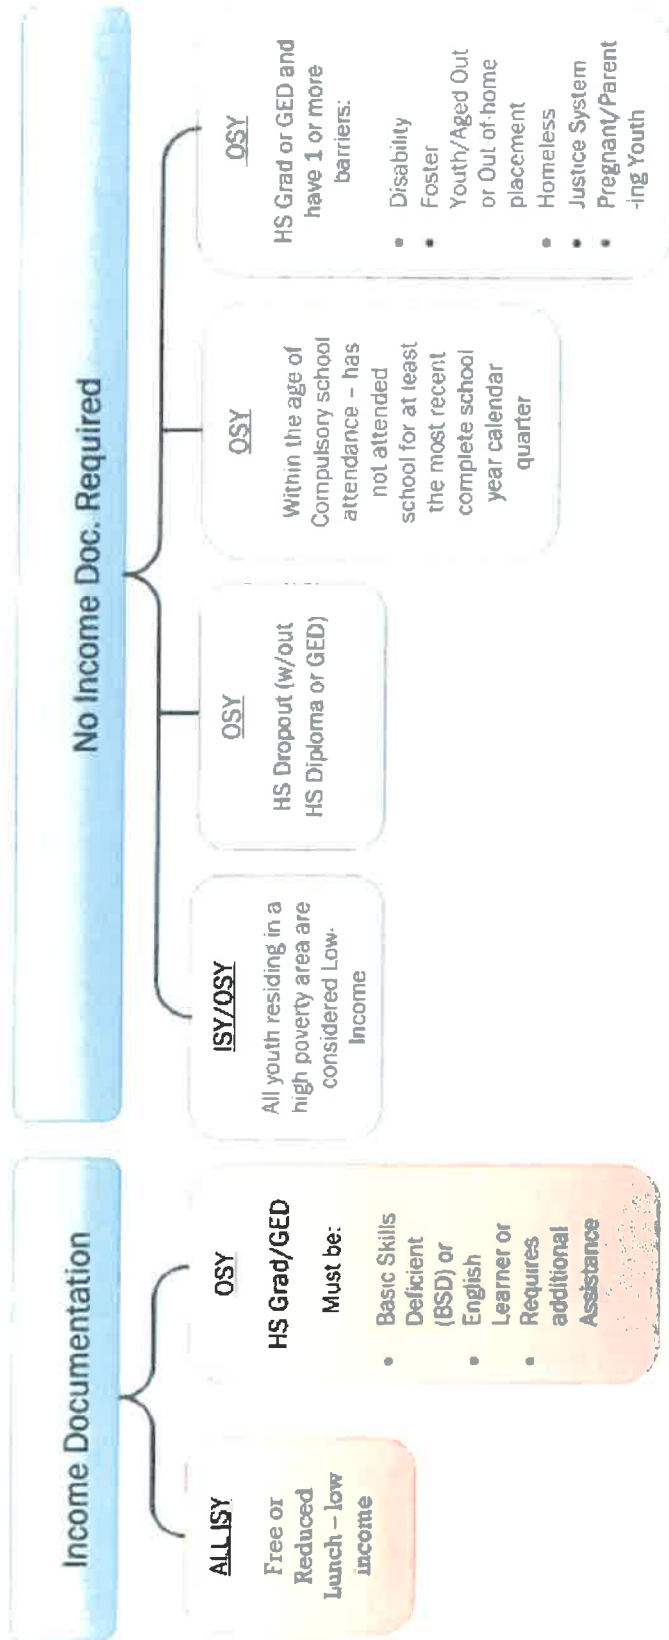 Income Documentation
ALL ISY
Free or
Reduced
Lunch – low
income
OSY
HS Grad/GED
Must be:
• Basic Skills
Deficient
(BSD) or
• English
Learner or
• Requires
additional
Assistance
No Income Doc. Required
ISY/OSY
All youth residing in a
high poverty area are
considered Low-
Income
OSY
HS Dropout (w/out
HS Diploma or GED)
OSY
Within the age of
Compulsory school
attendance – has
not attended
school for at least
the most recent
complete school
year calendar
quarter
OSY
HS Grad or GED and
have 1 or more
barriers:
• Disability
• Foster
Youth/Aged Out
or Out-of-home
placement
• Homeless
• Justice System
• Pregnant/Parent
-ing Youth